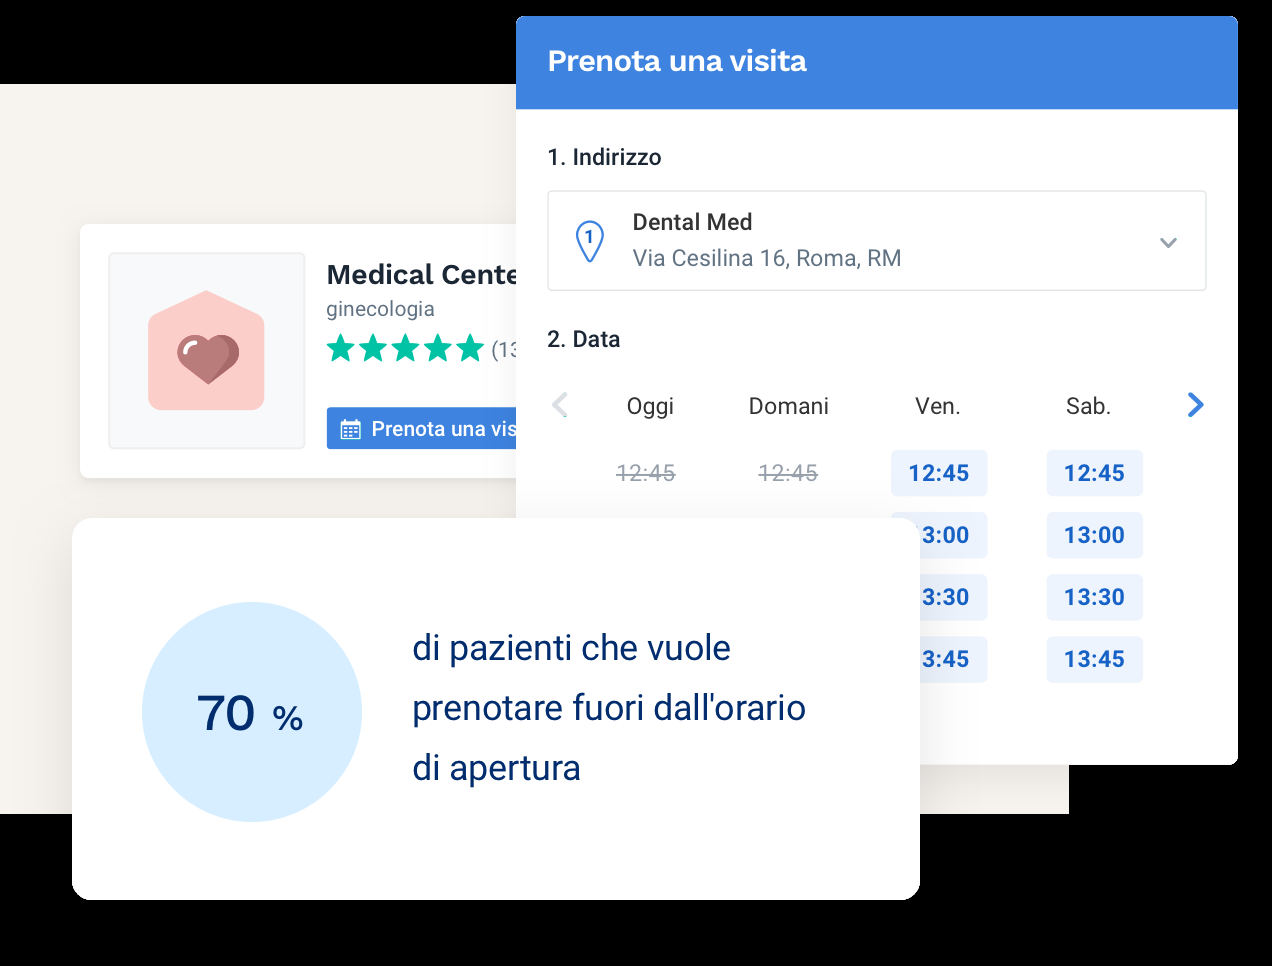 Prenota una visita
1. Indirizzo
1
Dental Med
Via Cesilina 16, Roma, RM
2. Data
Oggi Domani Ven. Sab.
12:45 12:45 12:45 12:45
3:00 13:00
3:30 13:30
3:45 13:45
Medical Cente
ginecologia
(13
Prenota una vis
70 %
di pazienti che vuole
prenotare fuori dall'orario
di apertura